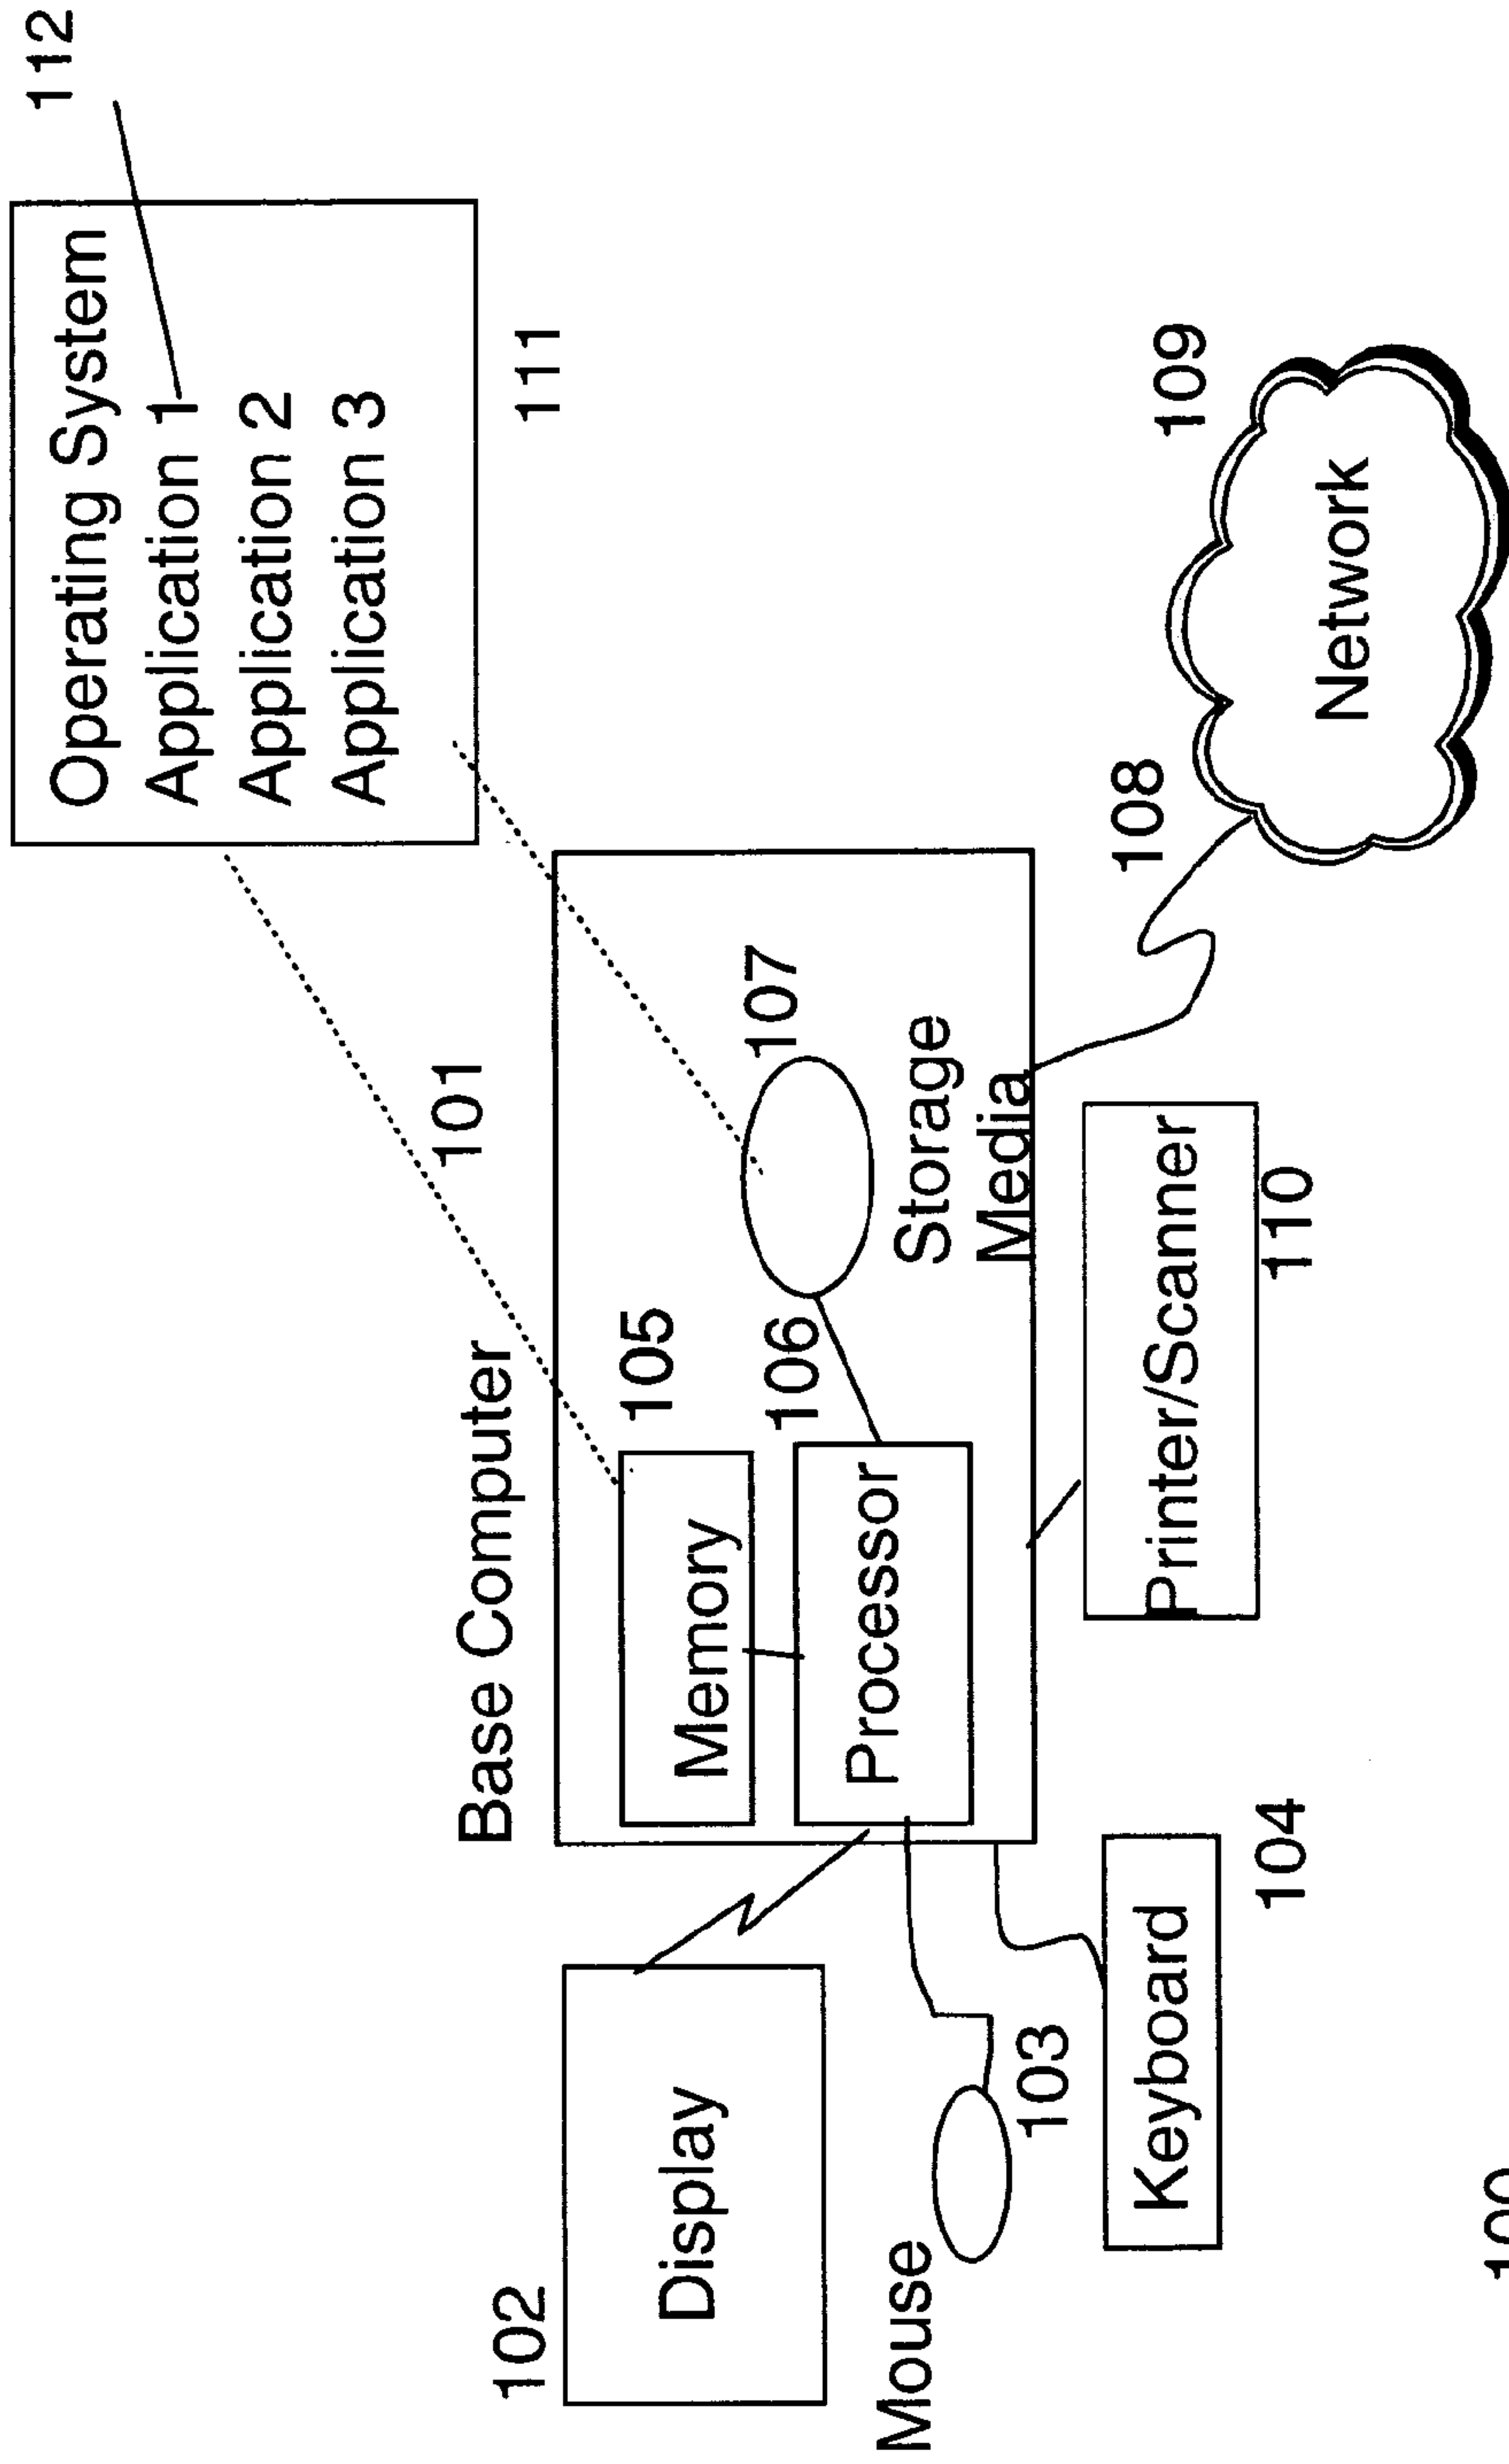 112
Operating System
Application 1
Application 2
Application 3
111
Base Computer
101
102
Display
Memory
105
Processor
106
107
Storage
Media
Mouse
103
Keyboard
104
Printer/Scanner
110
108
109
Network
100